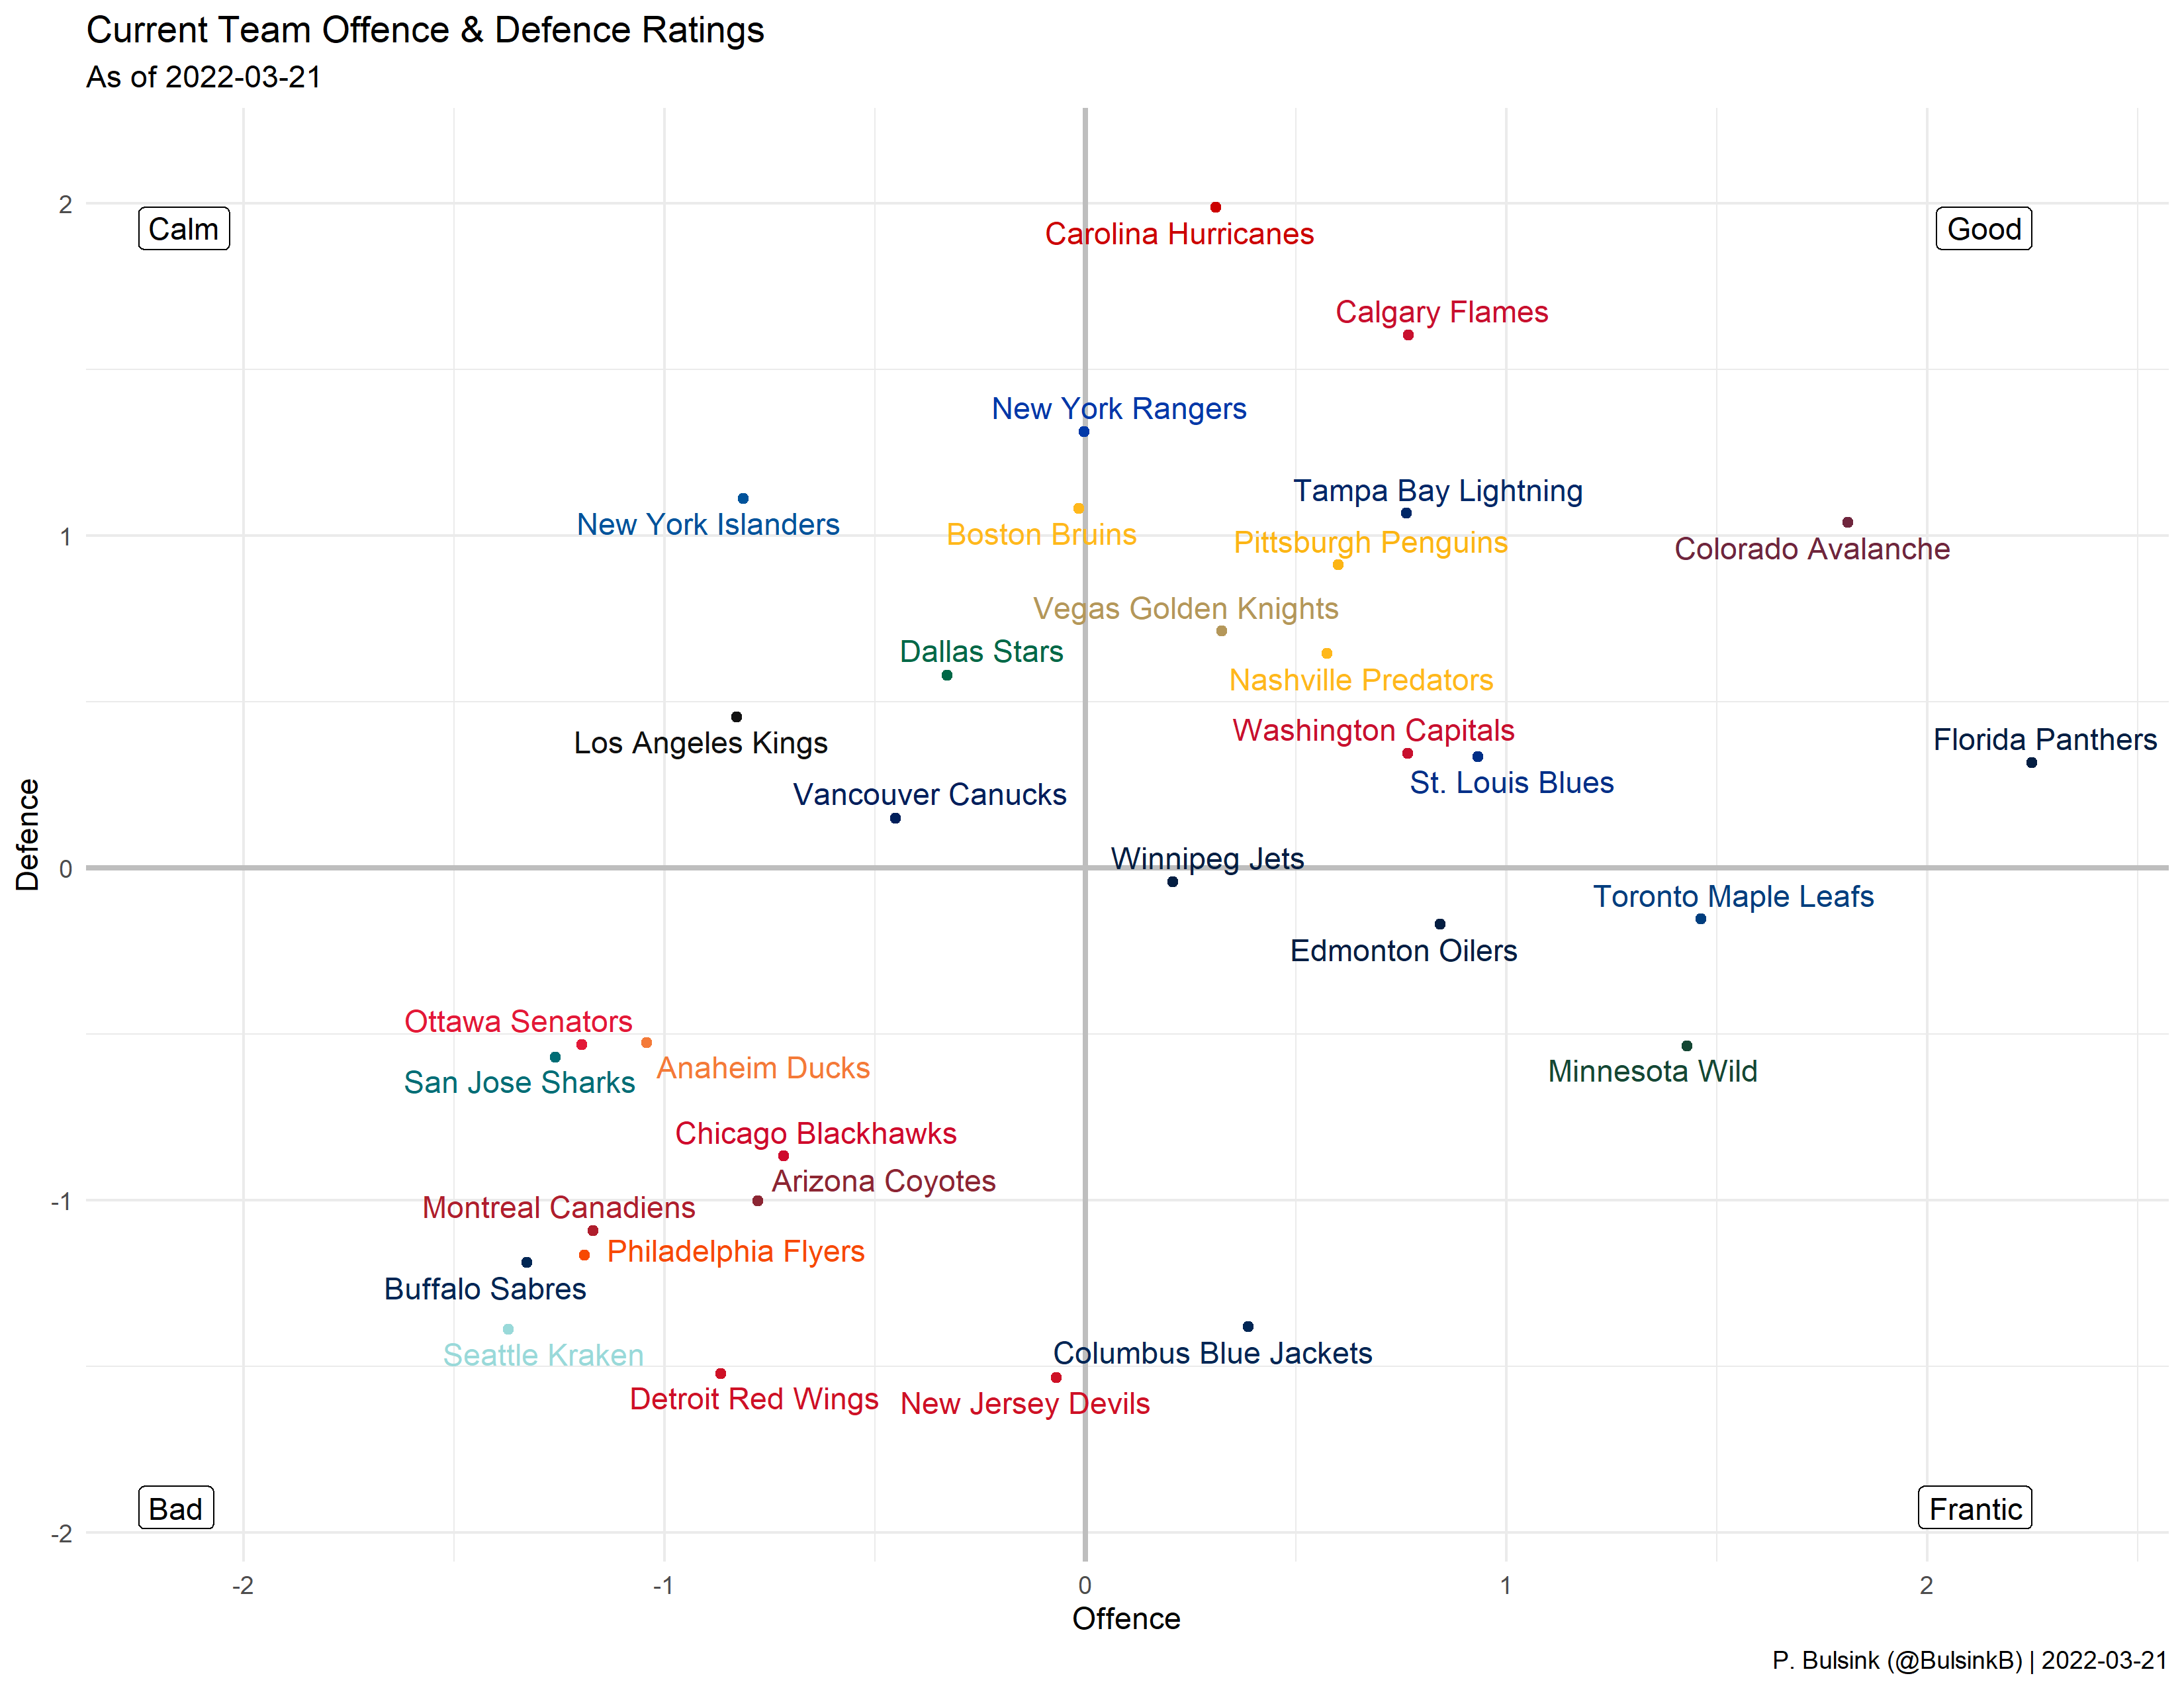 Current Team Offence & Defence Ratings
As of 2022-03-21
2
Calm
Good
Carolina Hurricanes
Calgary Flames
New York Rangers
Tampa Bay Lightning
New York Islanders
Boston Bruins
Pittsburgh Penguins
1
Colorado Avalanche
Vegas Golden Knights
Dallas Stars
Nashville Predators
Washington Capitals
Los Angeles Kings
Florida Panthers
St. Louis Blues
Vancouver Canucks
Defence
Winnipeg Jets
0
Toronto Maple Leafs
Edmonton Oilers
Ottawa Senators
Anaheim Ducks
Minnesota Wild
San Jose Sharks
Chicago Blackhawks
Arizona Coyotes
-1
Montreal Canadiens
Philadelphia Flyers
Buffalo Sabres
Seattle Kraken
Columbus Blue Jackets
Detroit Red Wings
New Jersey Devils
Bad
Frantic
-2
-2
-1
0
1
2
Offence
P. Bulsink (@BulsinkB) | 2022-03-21